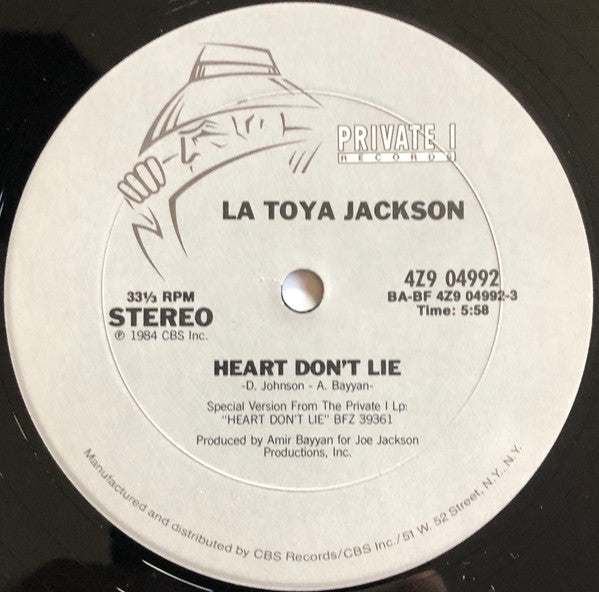 PRIVATE I
RECORDS
LA TOYA JACKSON
4Z9 04992
BA-BF 4Z9 04992-3
Time: 5:58
33⅓ RPM
STEREO
℗ 1984 CBS Inc.
HEART DON'T LIE
-D. Johnson - A. Bayyan-
Special Version From The Private I Lp:
"HEART DON'T LIE" BFZ 39361
Produced by Amir Bayyan for Joe Jackson
Productions, Inc.
Manufactured and distributed by CBS Records/CBS Inc./51 W. 52 Street, N.Y., N.Y.